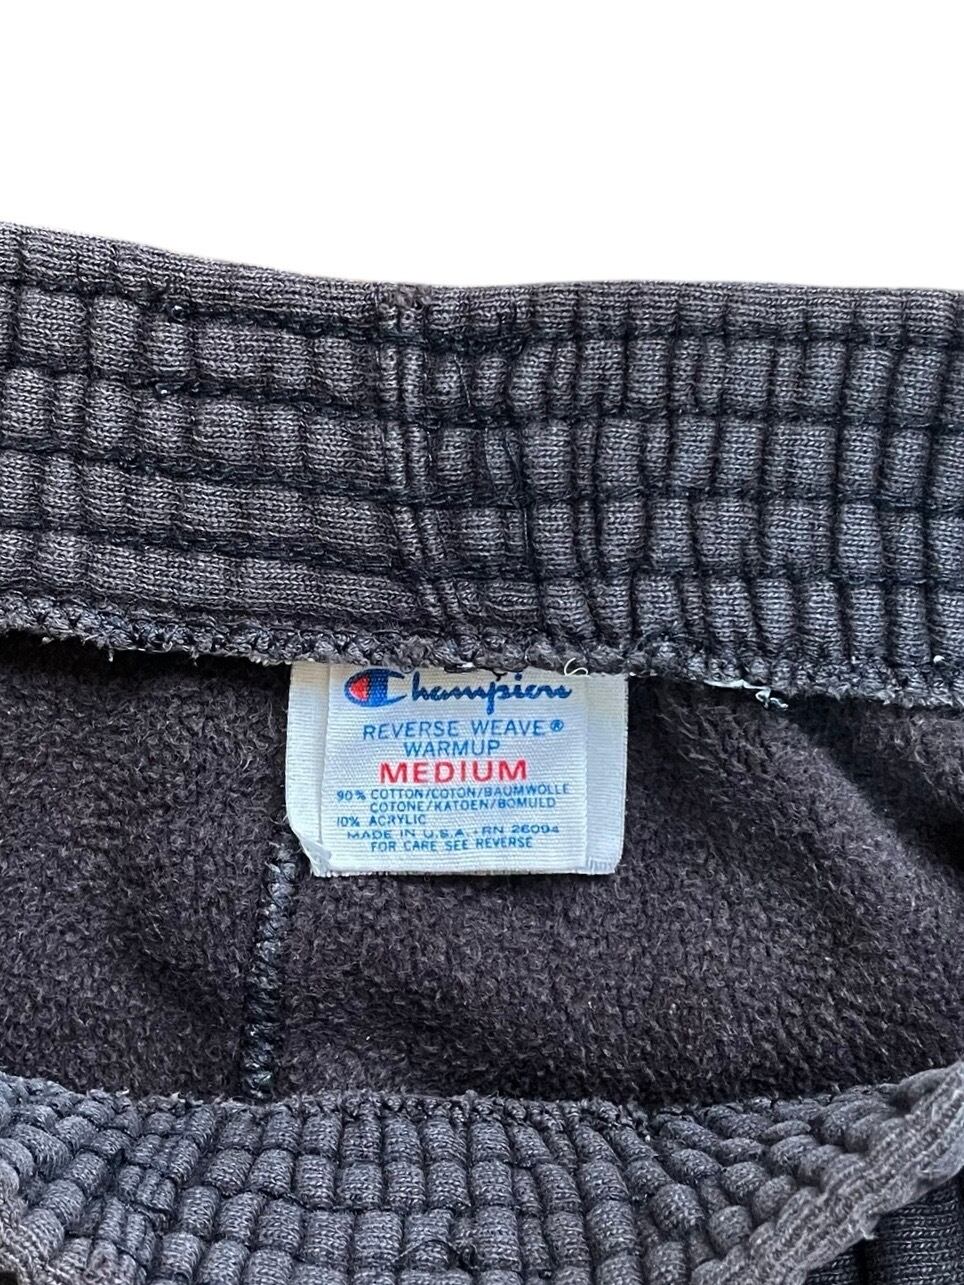 Champion
REVERSE WEAVE®
WARMUP
MEDIUM
90% COTTON/COTON/BAUMWOLLE
COTONE/KATOEN/BOMULD
10% ACRYLIC
MADE IN U.S.A. · RN 26094
FOR CARE SEE REVERSE